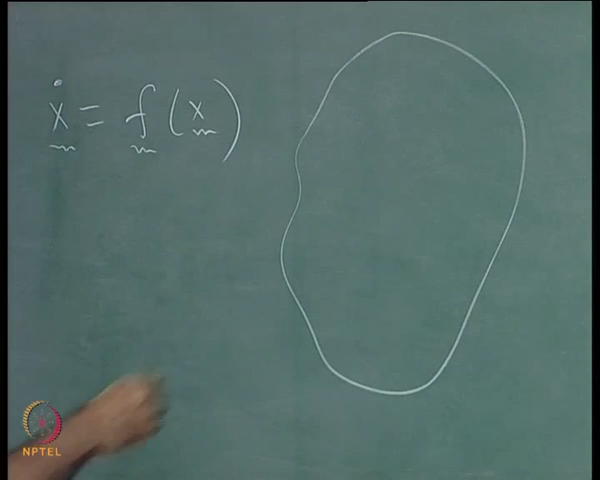 ẋ = f(x)
NPTEL